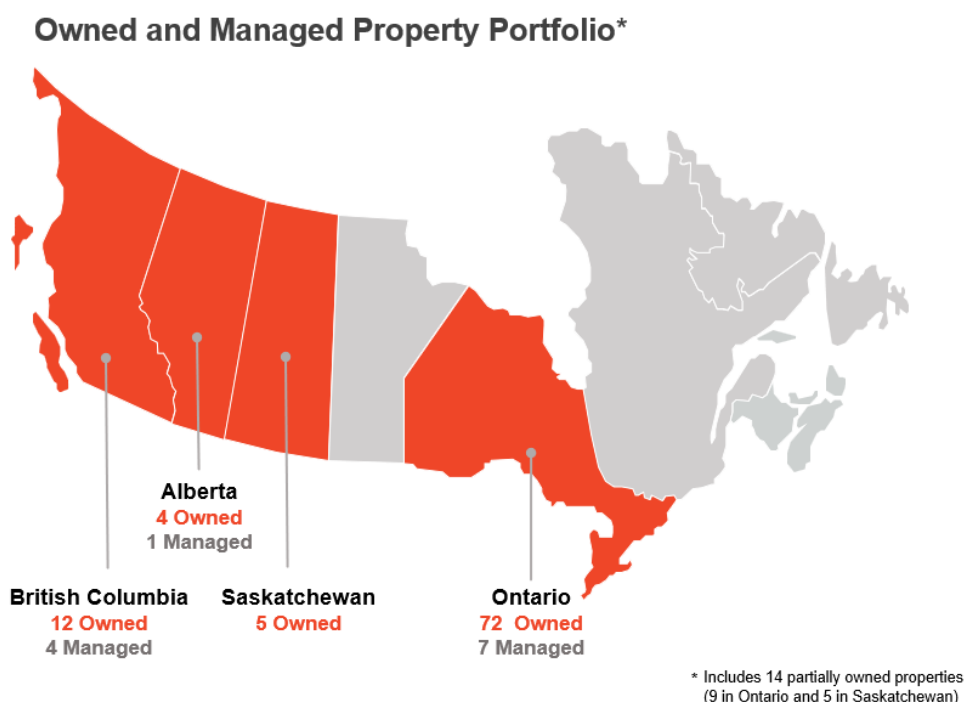 Owned and Managed Property Portfolio*
Alberta
4 Owned
1 Managed
British Columbia
12 Owned
4 Managed
Saskatchewan
5 Owned
Ontario
72 Owned
7 Managed
* Includes 14 partially owned properties
(9 in Ontario and 5 in Saskatchewan)